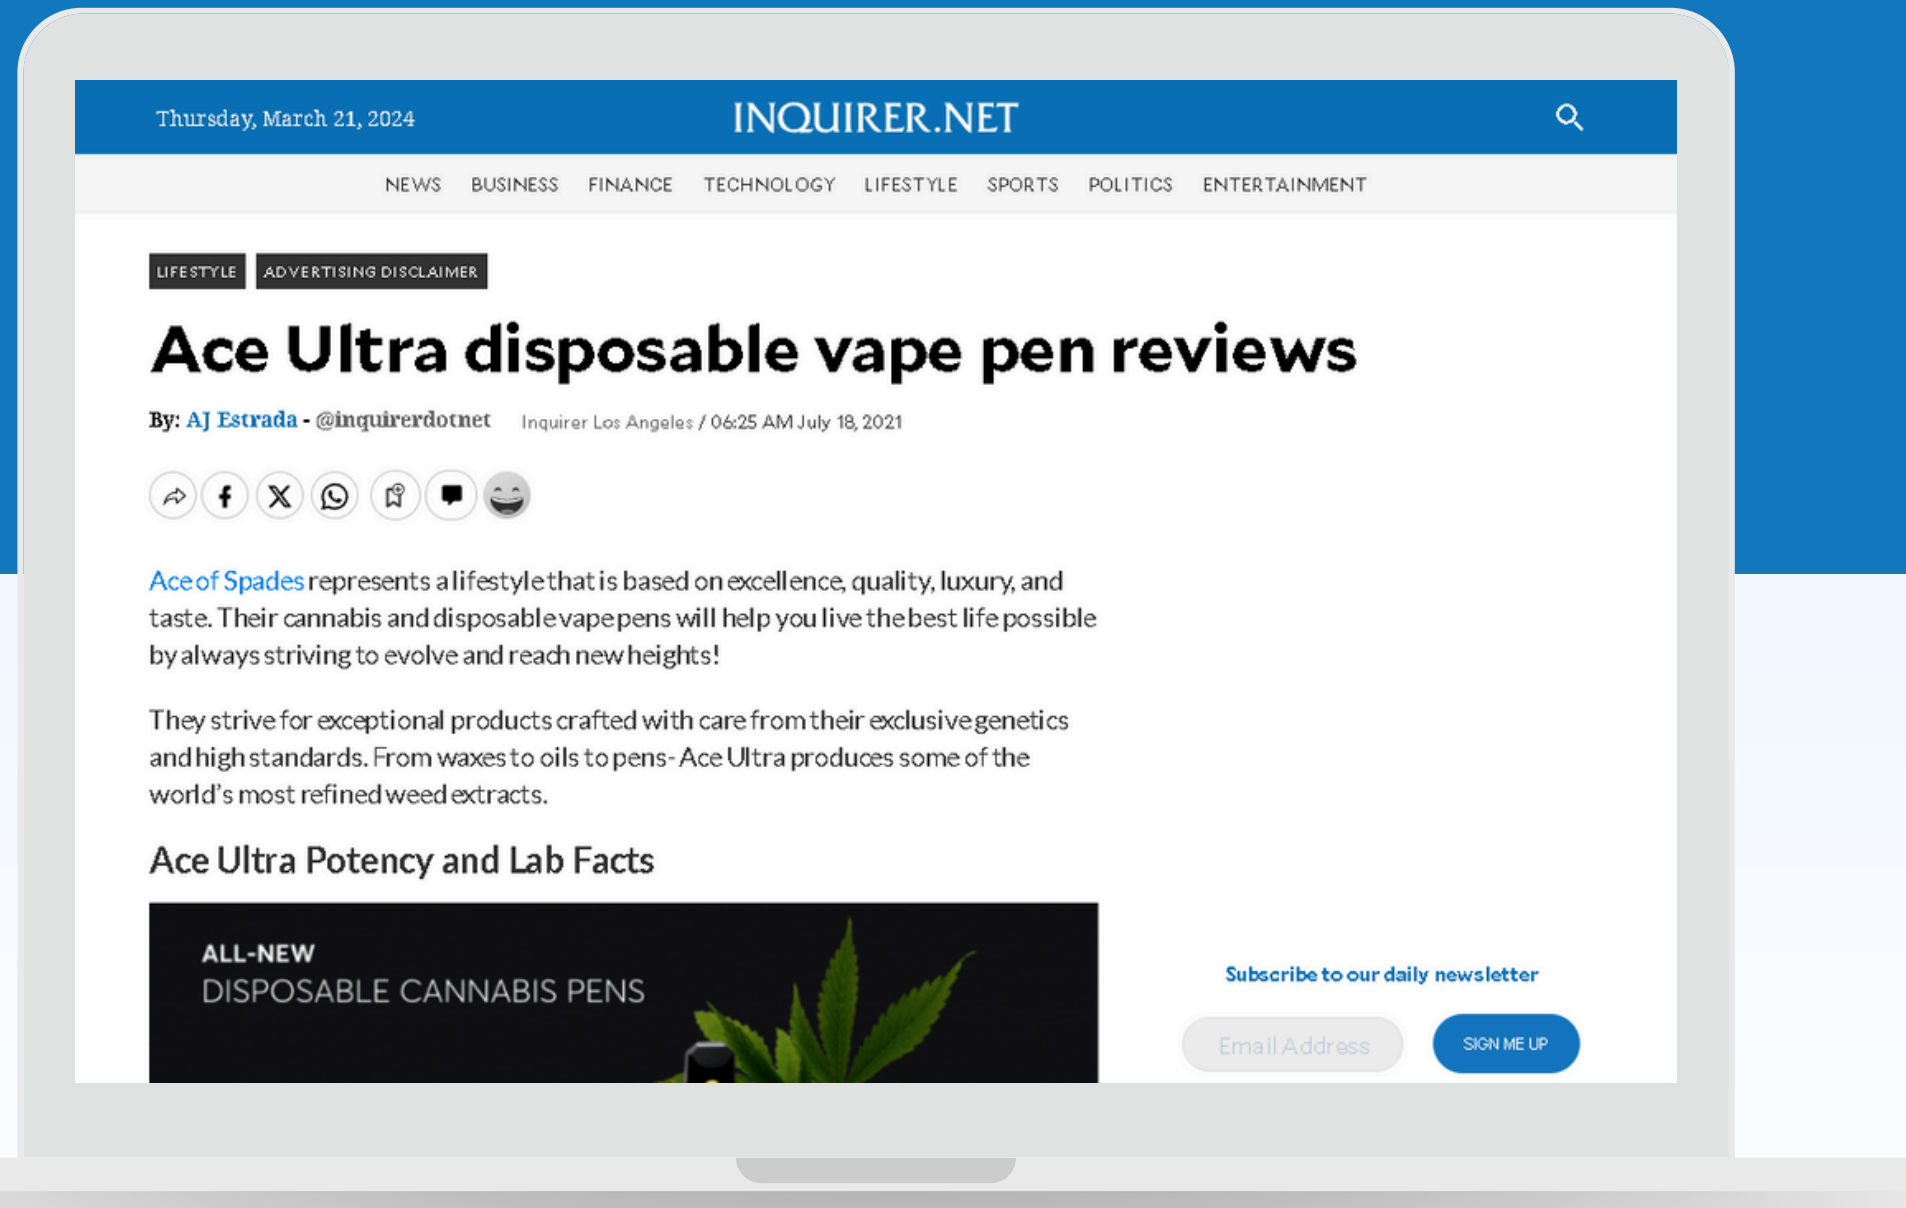 Thursday, March 21, 2024
INQUIRER.NET
NEWS BUSINESS FINANCE TECHNOLOGY LIFESTYLE SPORTS POLITICS ENTERTAINMENT
LIFESTYLE ADVERTISING DISCLAIMER
Ace Ultra disposable vape pen reviews
By: AJ Estrada - @inquirerdotnet Inquirer Los Angeles / 06:25 AM July 18, 2021
Ace of Spades represents a lifestyle that is based on excellence, quality, luxury, and
taste. Their cannabis and disposable vape pens will help you live the best life possible
by always striving to evolve and reach new heights!
They strive for exceptional products crafted with care from their exclusive genetics
and high standards. From waxes to oils to pens- Ace Ultra produces some of the
world's most refined weed extracts.
Ace Ultra Potency and Lab Facts
ALL-NEW
DISPOSABLE CANNABIS PENS
Subscribe to our daily newsletter
Email Address SIGN ME UP